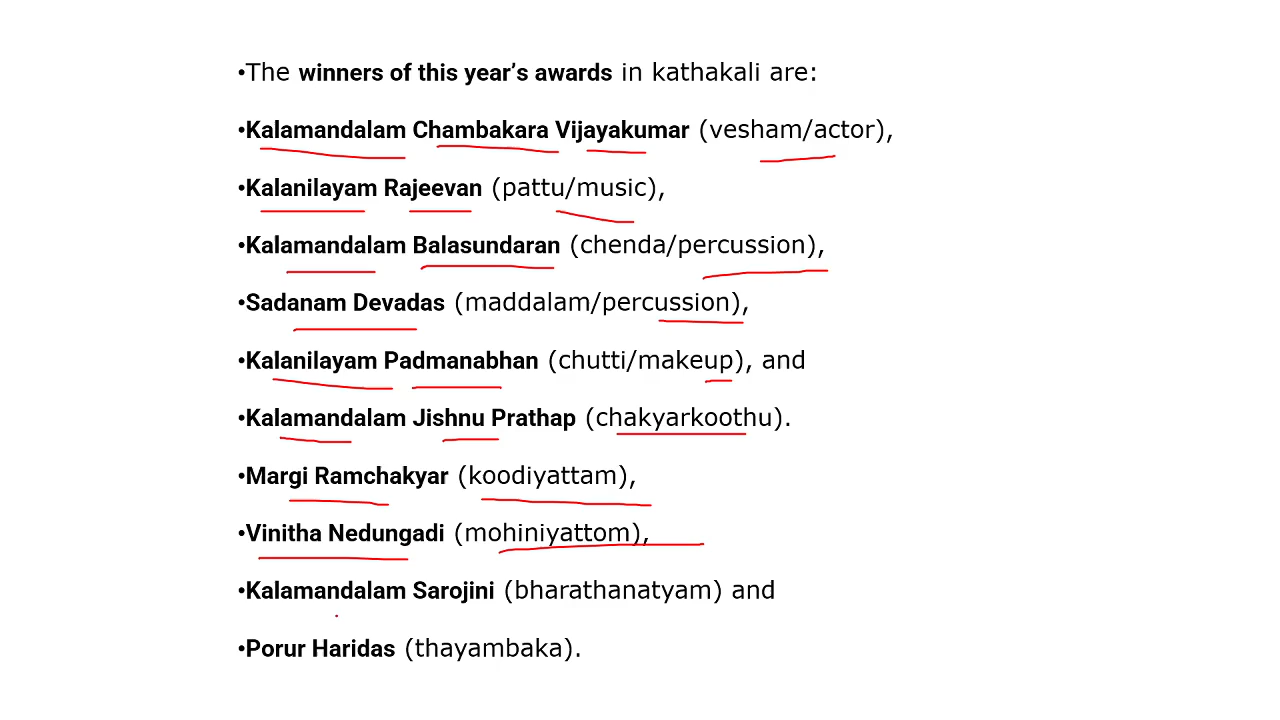 •The winners of this year’s awards in kathakali are:
•Kalamandalam Chambakara Vijayakumar (vesham/actor),
•Kalanilayam Rajeevan (pattu/music),
•Kalamandalam Balasundaran (chenda/percussion),
•Sadanam Devadas (maddalam/percussion),
•Kalanilayam Padmanabhan (chutti/makeup), and
•Kalamandalam Jishnu Prathap (chakyarkoothu).
•Margi Ramchakyar (koodiyattam),
•Vinitha Nedungadi (mohiniyattom),
•Kalamandalam Sarojini (bharathanatyam) and
•Porur Haridas (thayambaka).